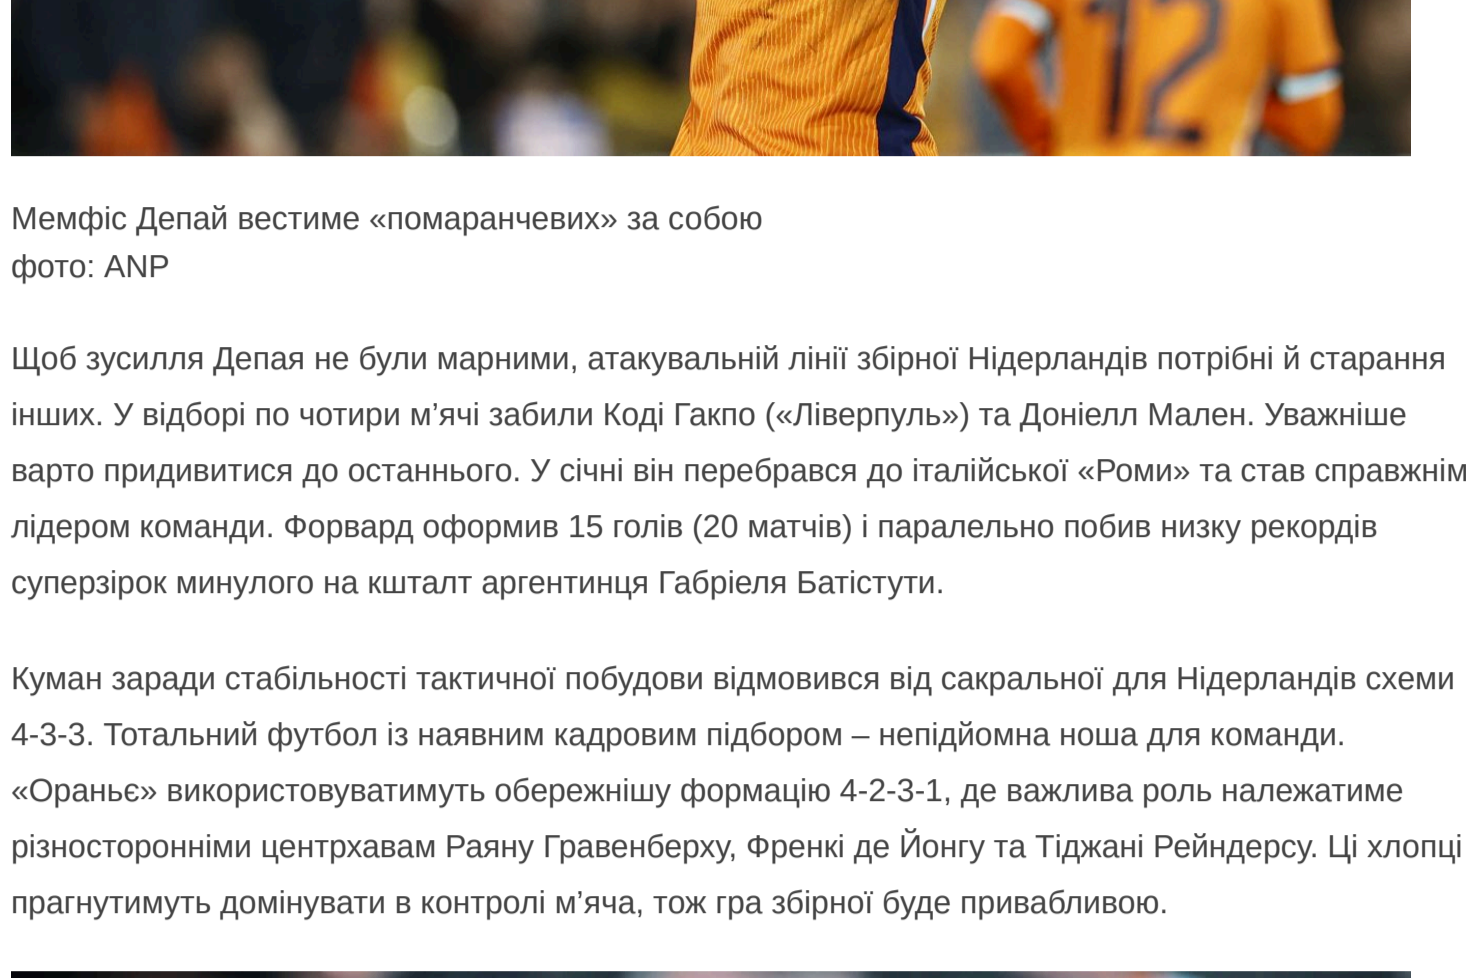 12
Мемфіс Депай вестиме «помаранчевих» за собою
фото: ANP
Щоб зусилля Депая не були марними, атакувальній лінії збірної Нідерландів потрібні й старання
інших. У відборі по чотири м’ячі забили Коді Гакпо («Ліверпуль») та Доніелл Мален. Уважніше
варто придивитися до останнього. У січні він перебрався до італійської «Роми» та став справжнім
лідером команди. Форвард оформив 15 голів (20 матчів) і паралельно побив низку рекордів
суперзірок минулого на кшталт аргентинця Габріеля Батістути.
Куман заради стабільності тактичної побудови відмовився від сакральної для Нідерландів схеми
4-3-3. Тотальний футбол із наявним кадровим підбором – непідйомна ноша для команди.
«Ораньє» використовуватимуть обережнішу формацію 4-2-3-1, де важлива роль належатиме
різносторонніми центрхавам Раяну Гравенберху, Френкі де Йонгу та Тіджані Рейндерсу. Ці хлопці
прагнутимуть домінувати в контролі м’яча, тож гра збірної буде привабливою.